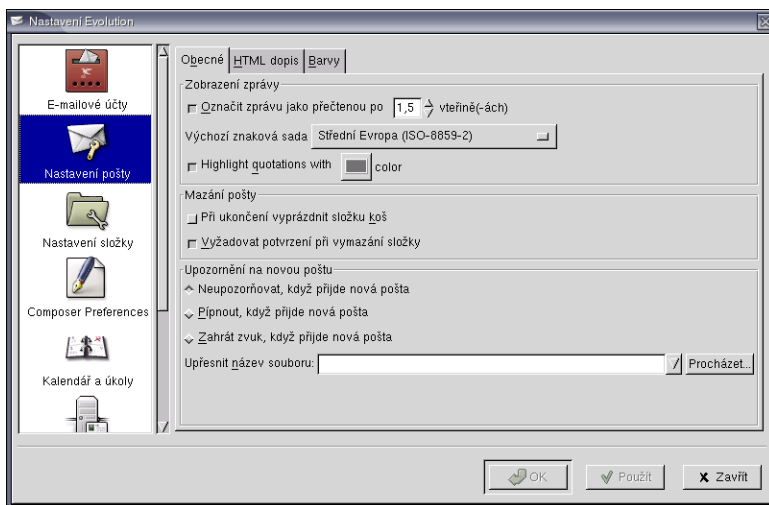 Nastavení Evolution
E-mailové účty
Nastavení pošty
Nastavení složky
Composer Preferences
Kalendář a úkoly
Obecné HTML dopis Barvy
Zobrazení zprávy
Označit zprávu jako přečtenou po 1,5 vteřině(-ách)
Výchozí znaková sada Střední Evropa (ISO-8859-2)
Highlight quotations with color
Mazání pošty
Při ukončení vyprázdnit složku koš
Vyžadovat potvrzení při vymazání složky
Upozornění na novou poštu
Neupozorňovat, když přijde nová pošta
Pípnout, když přijde nová pošta
Zahrát zvuk, když přijde nová pošta
Upřesnit název souboru: Procházet...
OK Použít Zavřít